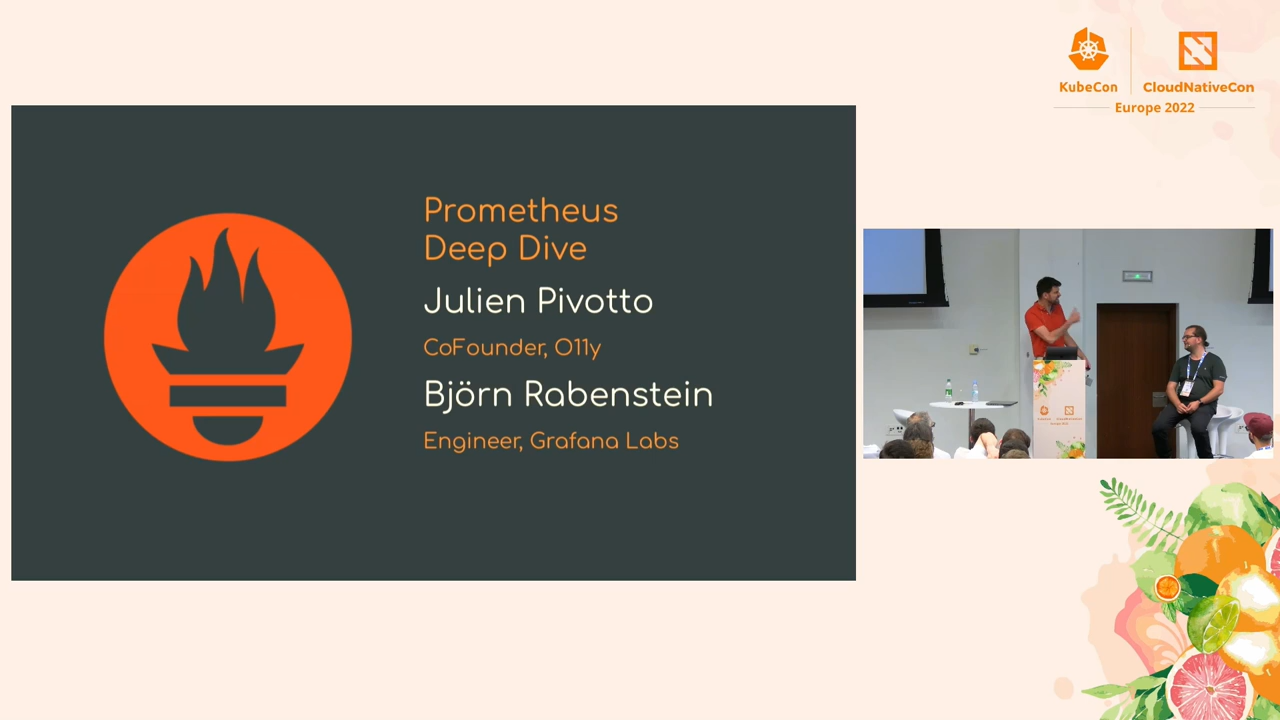 KubeCon
CloudNativeCon
Europe 2022
Prometheus
Deep Dive
Julien Pivotto
CoFounder, O11y
Björn Rabenstein
Engineer, Grafana Labs